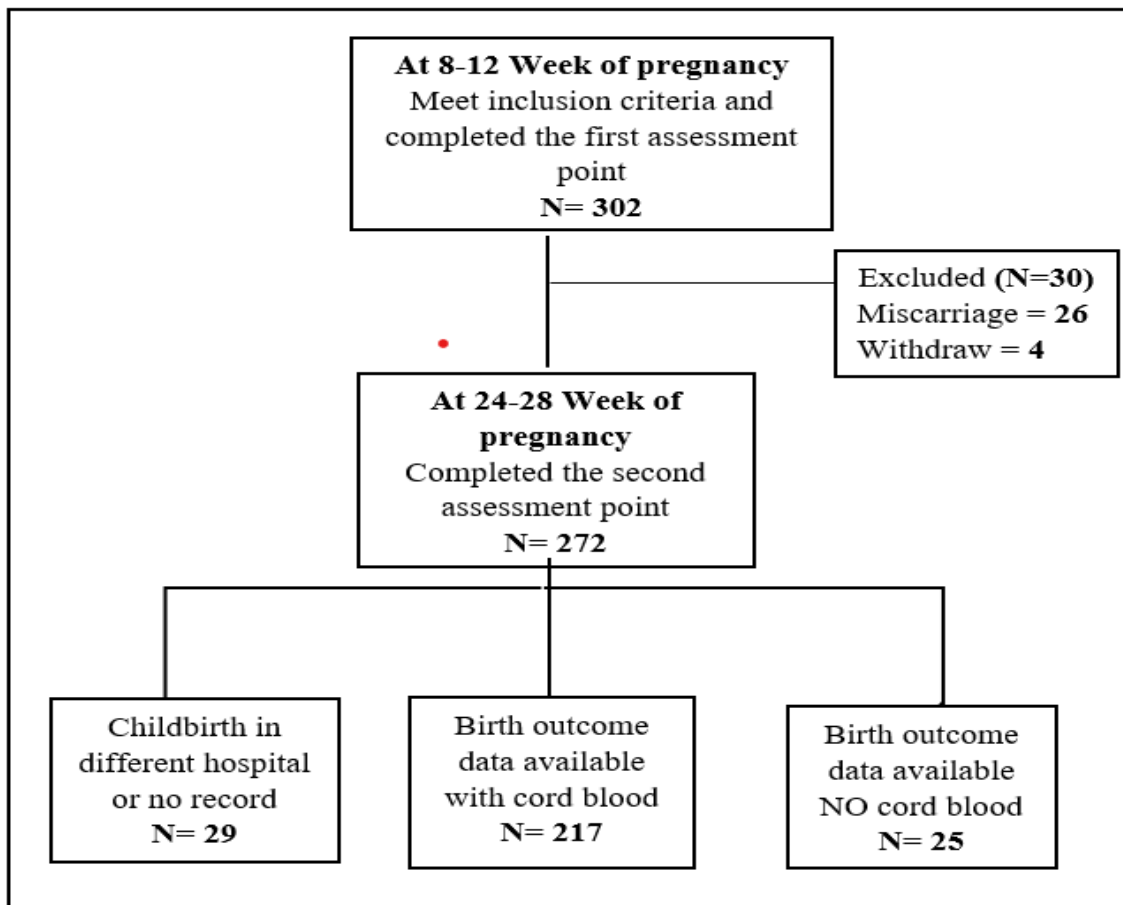 At 8-12 Week of pregnancy
Meet inclusion criteria and
completed the first assessment
point
N= 302
Excluded (N=30)
Miscarriage = 26
Withdraw = 4
At 24-28 Week of
pregnancy
Completed the second
assessment point
N= 272
Childbirth in
different hospital
or no record
N= 29
Birth outcome
data available
with cord blood
N= 217
Birth outcome
data available
NO cord blood
N= 25